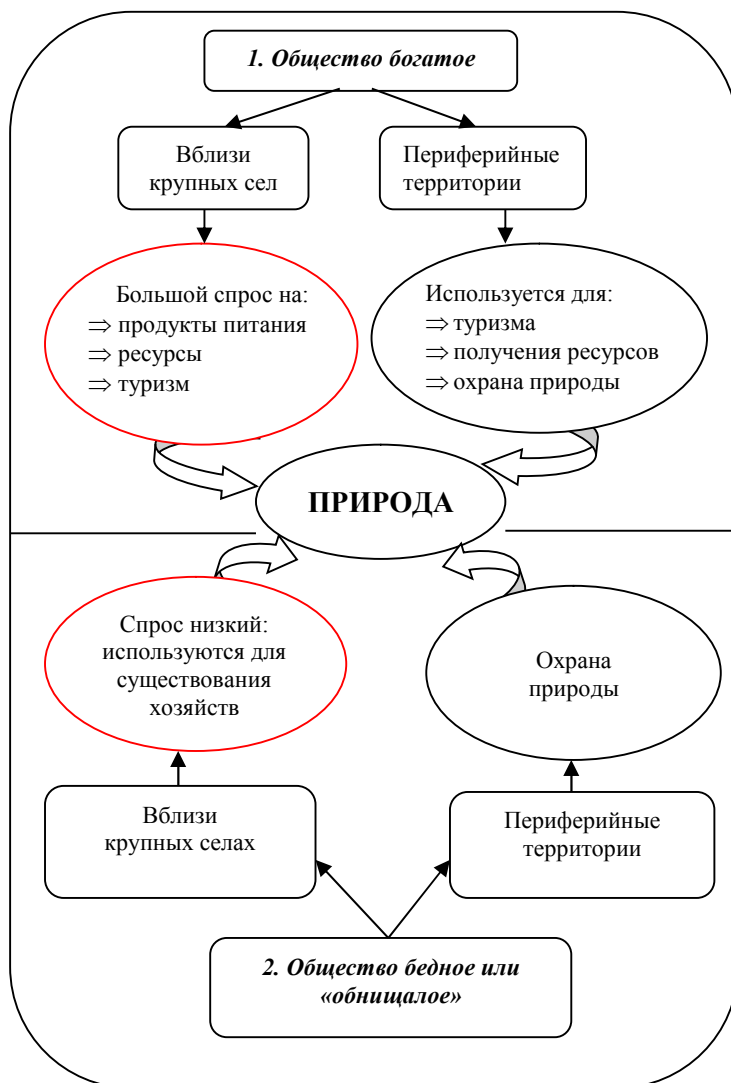 1. Общество богатое
Вблизи
крупных сел
Периферийные
территории
Большой спрос на:
⇒ продукты питания
⇒ ресурсы
⇒ туризм
Используется для:
⇒ туризма
⇒ получения ресурсов
⇒ охрана природы
ПРИРОДА
Спрос низкий:
используются для
существования
хозяйств
Охрана
природы
Вблизи
крупных селах
Периферийные
территории
2. Общество бедное или
«обнищалое»